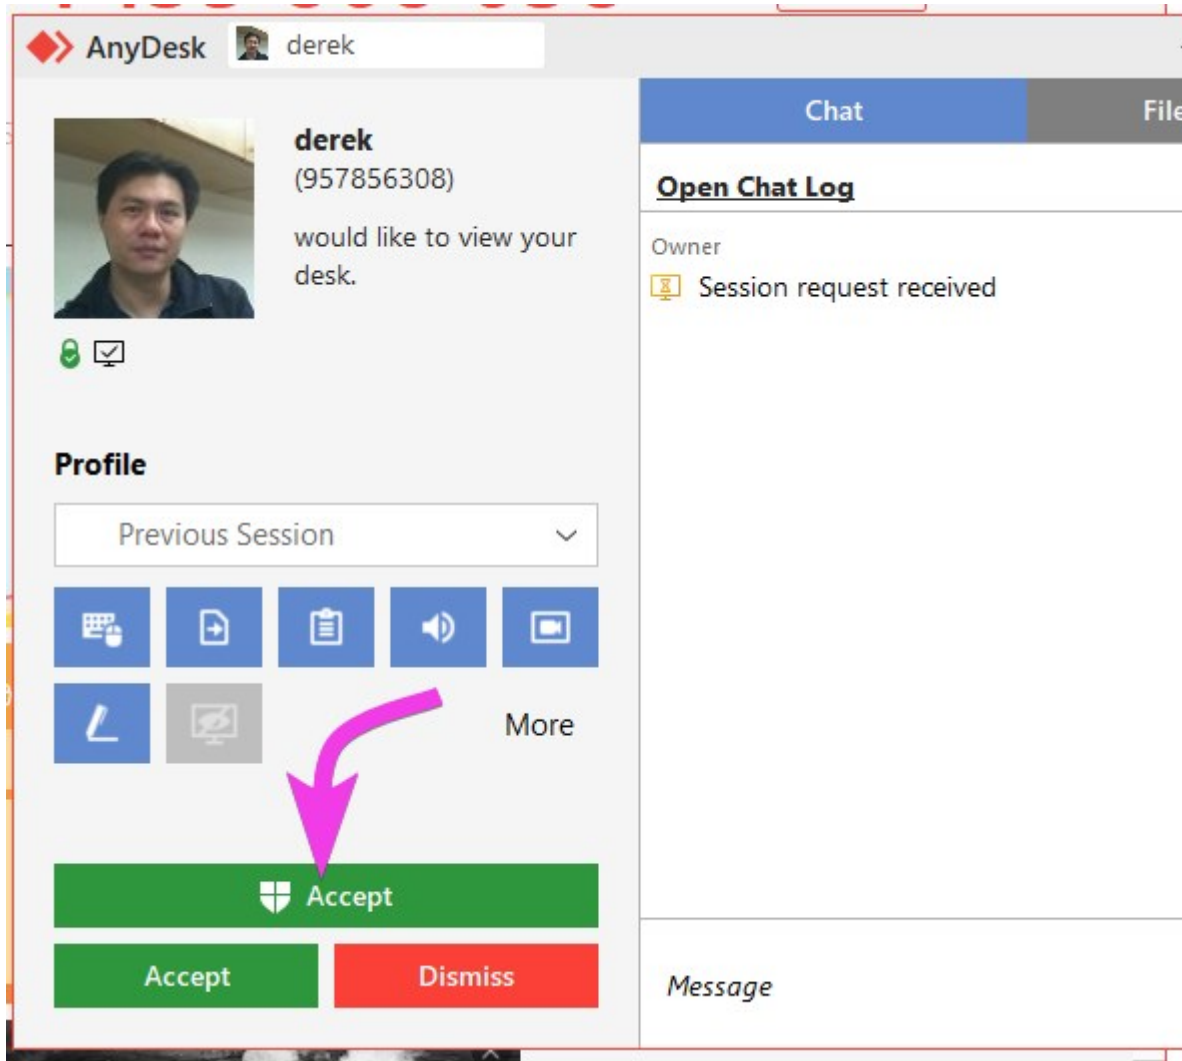 AnyDesk
derek
derek
(957856308)
would like to view your
desk.
Profile
Previous Session
More
Accept
Accept
Dismiss
Chat
File
Open Chat Log
Owner
Session request received
Message